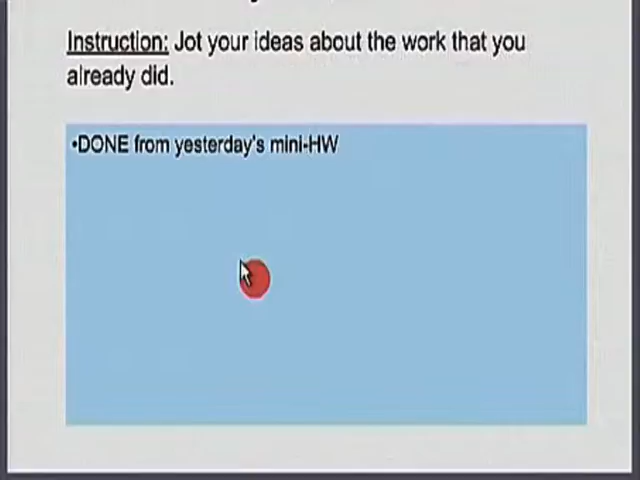 Instruction: Jot your ideas about the work that you
already did.
•DONE from yesterday's mini-HW